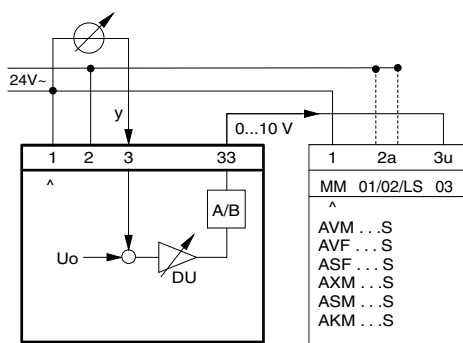 24V~
y
0...10 V
1 2 3 33
1 2a 3u
^
MM 01/02/LS 03
^
A/B
Uo
DU
AVM . . .S
AVF . . .S
ASF . . .S
AXM . . .S
ASM . . .S
AKM . . .S